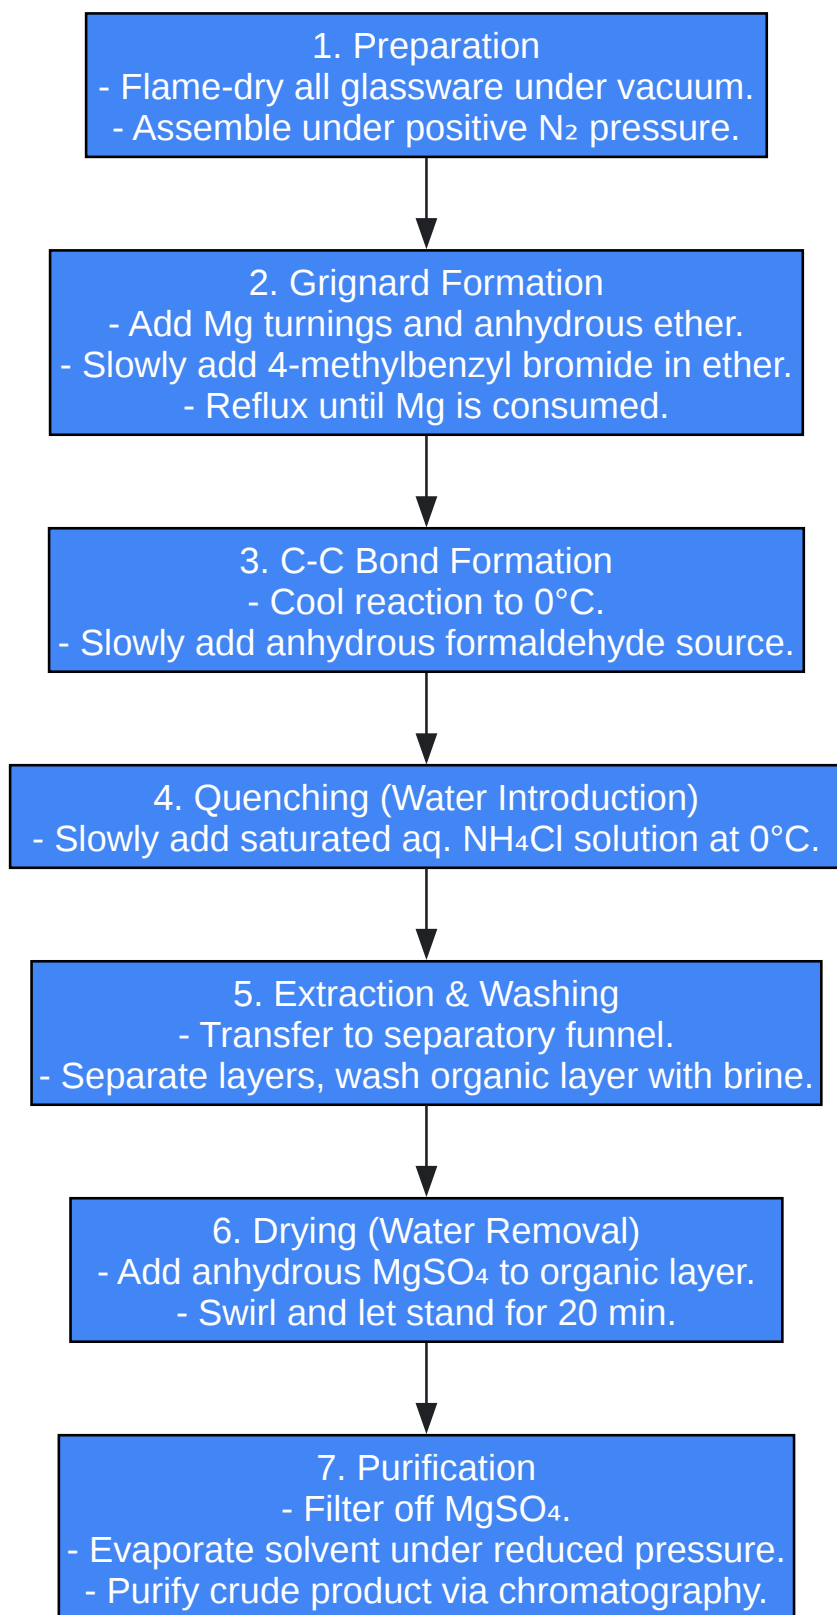 1. Preparation
- Flame-dry all glassware under vacuum.
- Assemble under positive N₂ pressure.
2. Grignard Formation
- Add Mg turnings and anhydrous ether.
- Slowly add 4-methylbenzyl bromide in ether.
- Reflux until Mg is consumed.
3. C-C Bond Formation
- Cool reaction to 0°C.
- Slowly add anhydrous formaldehyde source.
4. Quenching (Water Introduction)
- Slowly add saturated aq. NH₄Cl solution at 0°C.
5. Extraction & Washing
- Transfer to separatory funnel.
- Separate layers, wash organic layer with brine.
6. Drying (Water Removal)
- Add anhydrous MgSO₄ to organic layer.
- Swirl and let stand for 20 min.
7. Purification
- Filter off MgSO₄.
- Evaporate solvent under reduced pressure.
- Purify crude product via chromatography.